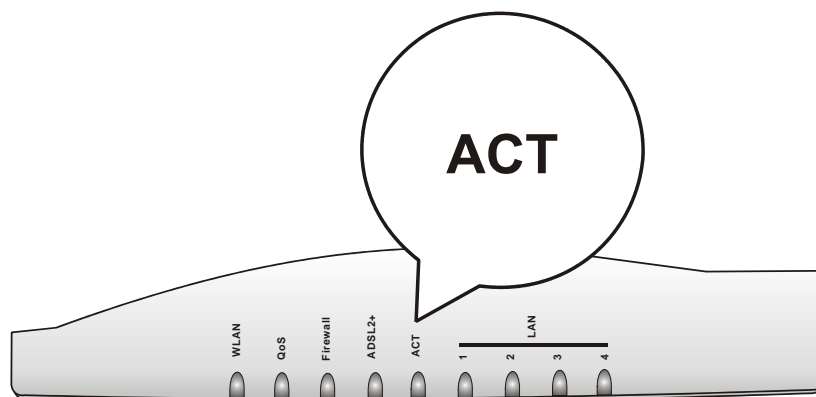 ACT
WLAN
QoS
Firewall
ADSL2+
ACT
LAN
1 2 3 4